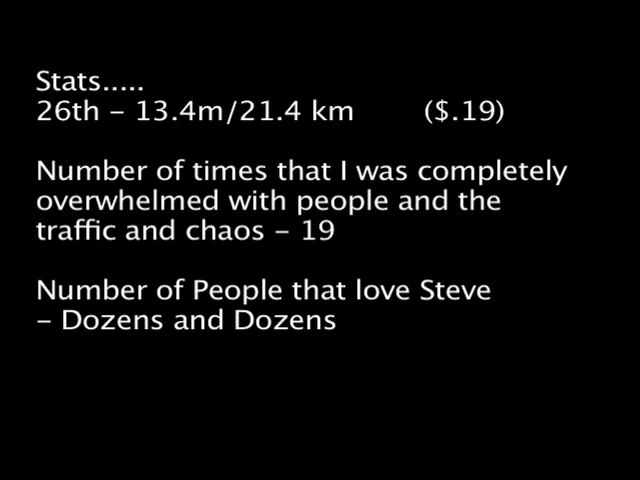 Stats.....
26th – 13.4m/21.4 km ($.19)
Number of times that I was completely
overwhelmed with people and the
traffic and chaos – 19
Number of People that love Steve
– Dozens and Dozens